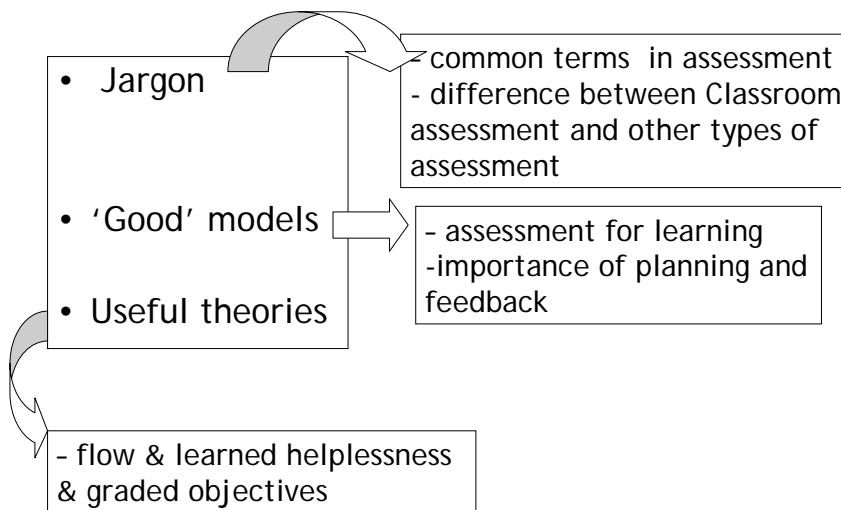 • Jargon
– common terms in assessment
- difference between Classroom
assessment and other types of
assessment
• ‘Good’ models
– assessment for learning
-importance of planning and
feedback
• Useful theories
– flow & learned helplessness
& graded objectives